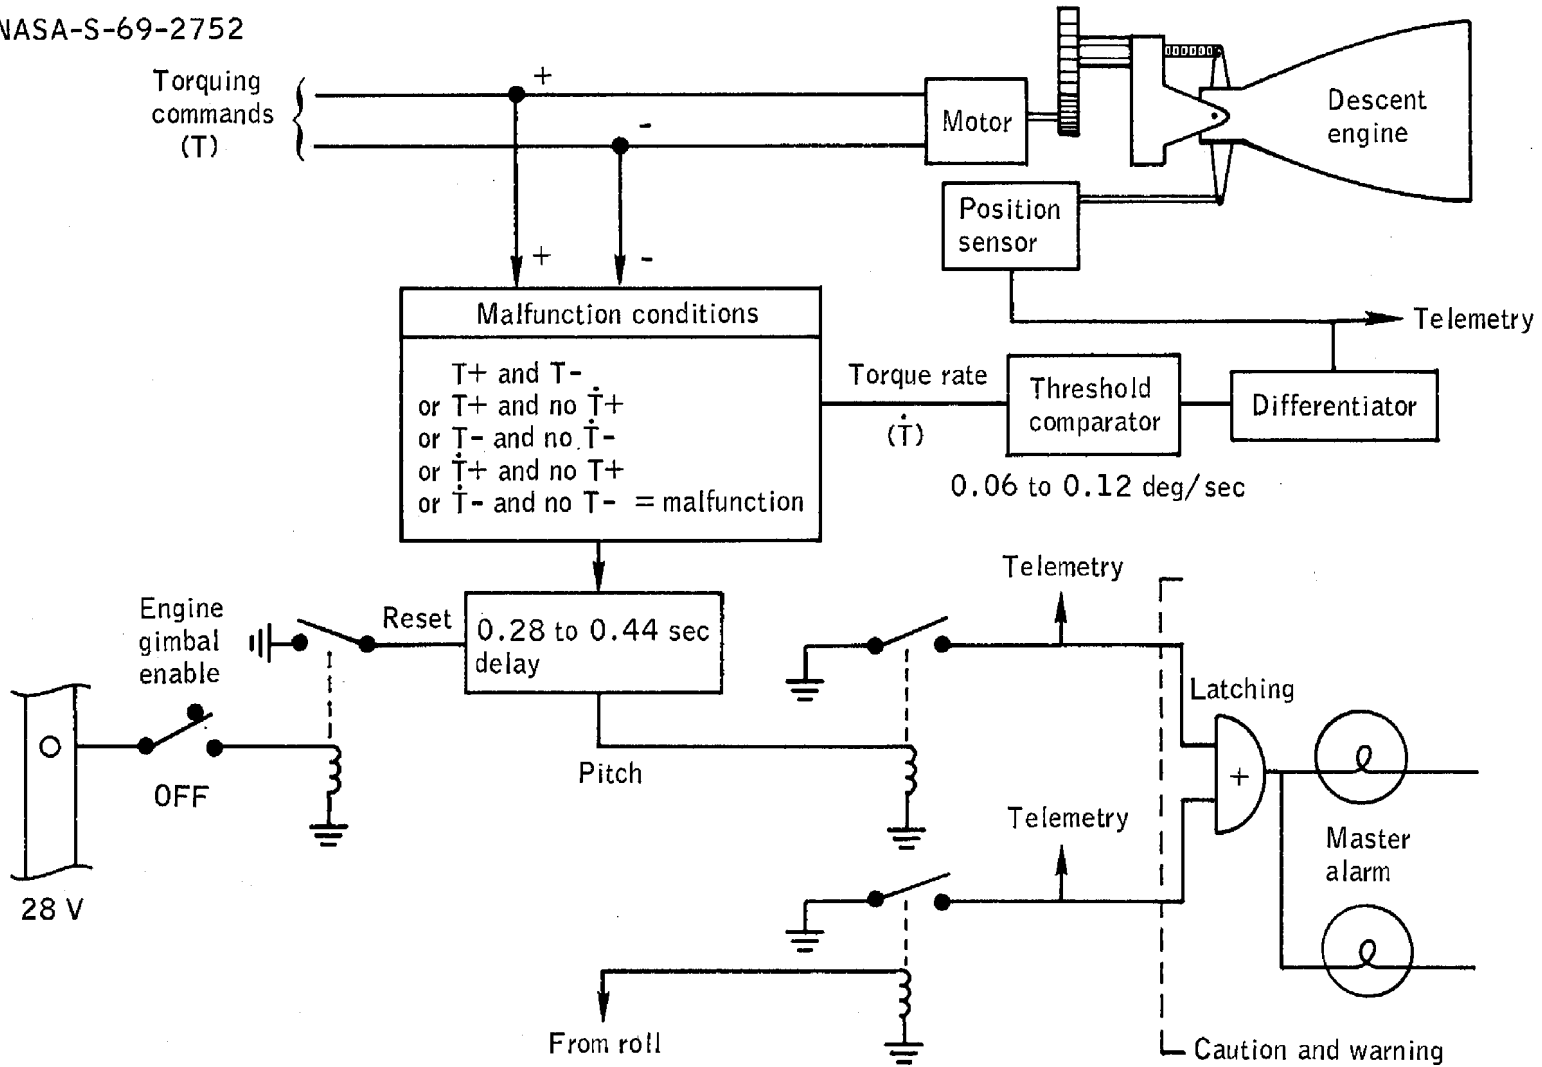 NASA-S-69-2752
Torquing
commands
(T)
+
-
Motor
Descent
engine
Position
sensor
+
-
Malfunction conditions
T+ and T-
or T+ and no Ṫ+
or T- and no Ṫ-
or Ṫ+ and no T+
or Ṫ- and no T- = malfunction
Telemetry
Torque rate
(Ṫ)
Threshold
comparator
Differentiator
0.06 to 0.12 deg/sec
Engine
gimbal
enable
Reset
0.28 to 0.44 sec
delay
Telemetry
Latching
OFF
Pitch
+
28 V
Telemetry
Master
alarm
From roll
Caution and warning